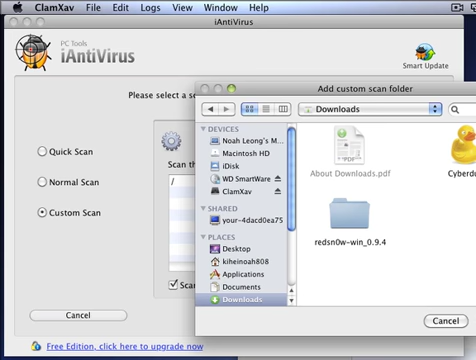 ClamXav File Edit Logs View Window Help
iAntiVirus
PC Tools
iAntiVirus
Smart Update
Please select a
Add custom scan folder
Downloads
Quick Scan
Normal Scan
Custom Scan
Scan th
/
Scan
DEVICES
Noah Leong's M...
Macintosh HD
iDisk
WD SmartWare
ClamXav
SHARED
your-4dacd0ea75
PLACES
Desktop
kiheinoah808
Applications
Documents
Downloads
PDF
About Downloads.pdf
Cyberdu
redsn0w-win_0.9.4
Cancel
Cancel
Free Edition, click here to upgrade now